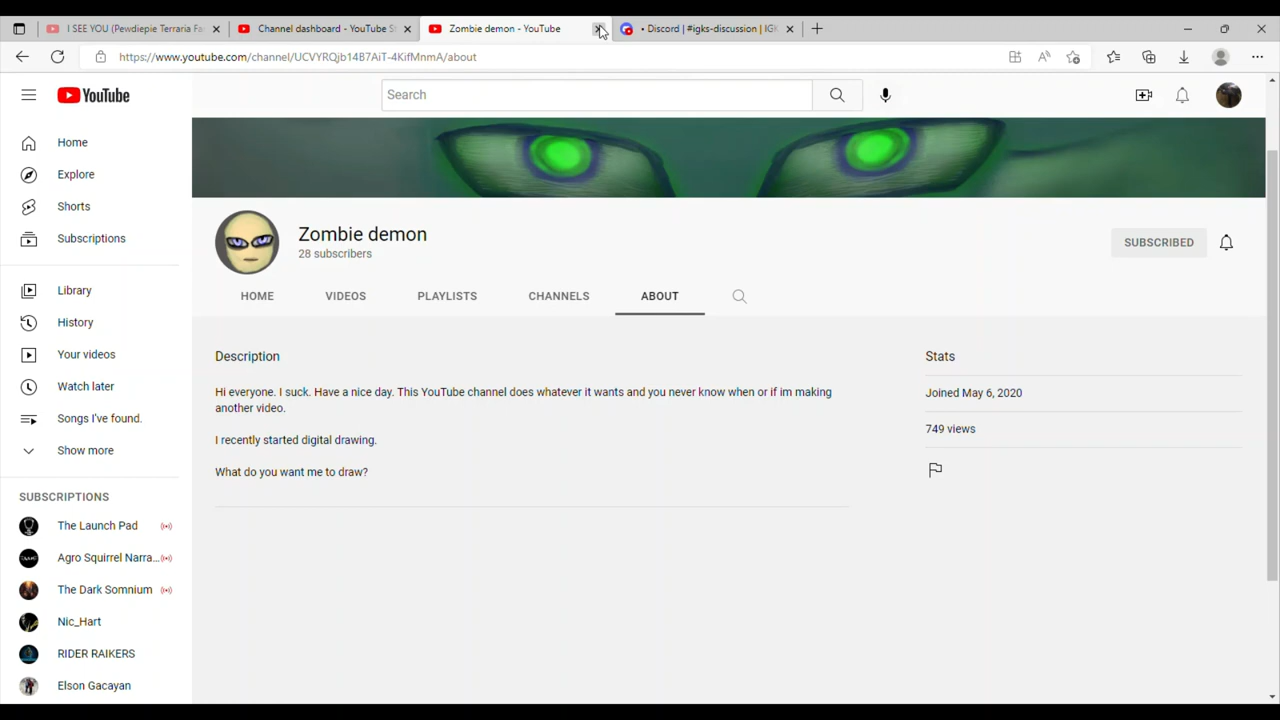 I SEE YOU (Pewdiepie Terraria Fa
Channel dashboard - YouTube S
Zombie demon - YouTube
• Discord | #igks-discussion | IGK
https://www.youtube.com/channel/UCVYRQjb14B7AiT-4KifMnmA/about
YouTube
Search
Home
Explore
Shorts
Subscriptions
Library
History
Your videos
Watch later
Songs I've found.
Show more
SUBSCRIPTIONS
The Launch Pad
Agro Squirrel Narra...
The Dark Somnium
Nic_Hart
RIDER RAIKERS
Elson Gacayan
Zombie demon
28 subscribers
SUBSCRIBED
HOME VIDEOS PLAYLISTS CHANNELS ABOUT
Description
Hi everyone. I suck. Have a nice day. This YouTube channel does whatever it wants and you never know when or if im making
another video.
I recently started digital drawing.
What do you want me to draw?
Stats
Joined May 6, 2020
749 views